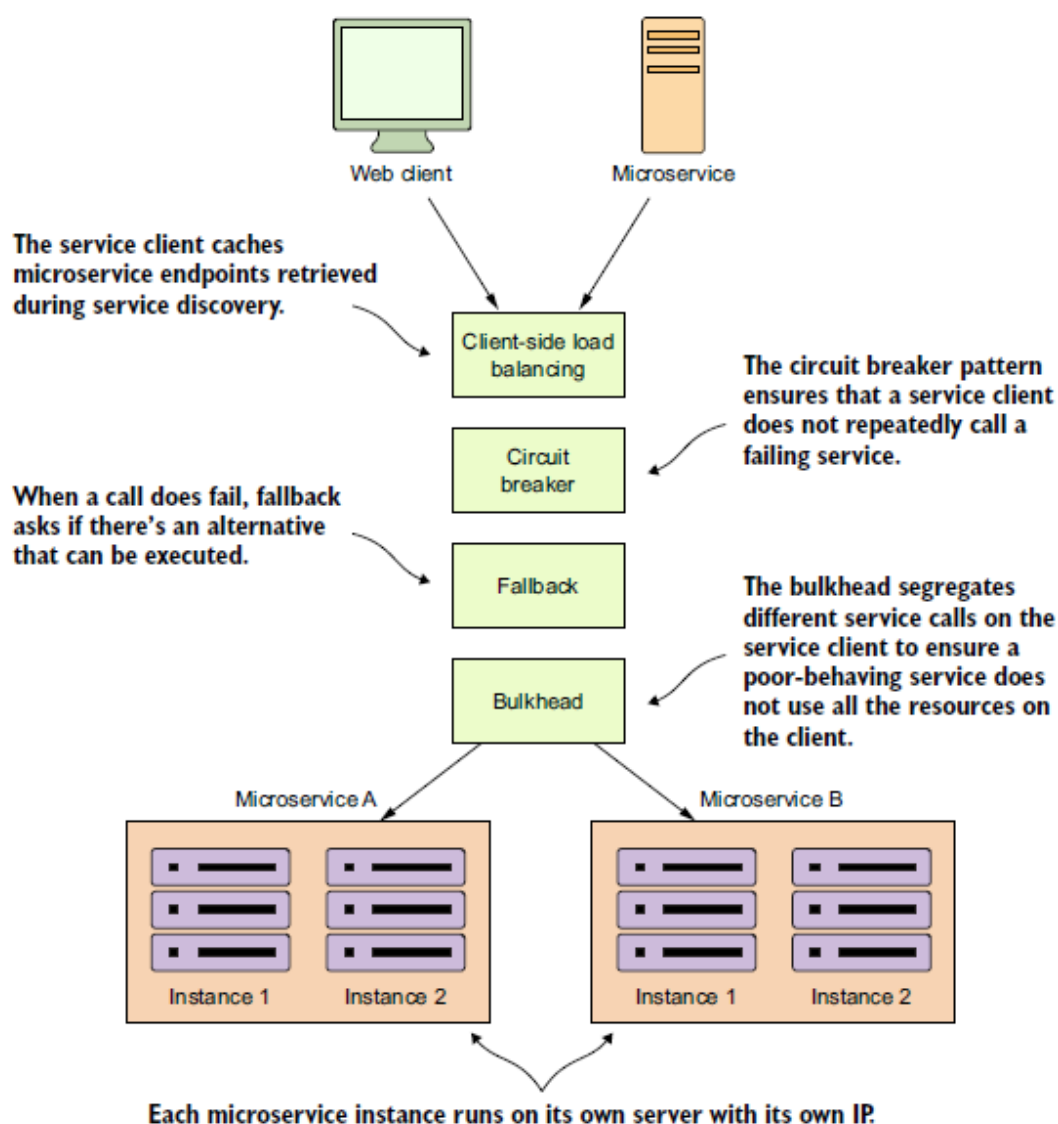 Web client
Microservice
The service client caches
microservice endpoints retrieved
during service discovery.
Client-side load
balancing
The circuit breaker pattern
ensures that a service client
does not repeatedly call a
failing service.
Circuit
breaker
When a call does fail, fallback
asks if there's an alternative
that can be executed.
Fallback
The bulkhead segregates
different service calls on the
service client to ensure a
poor-behaving service does
not use all the resources on
the client.
Bulkhead
Microservice A
Microservice B
Instance 1
Instance 2
Instance 1
Instance 2
Each microservice instance runs on its own server with its own IP.